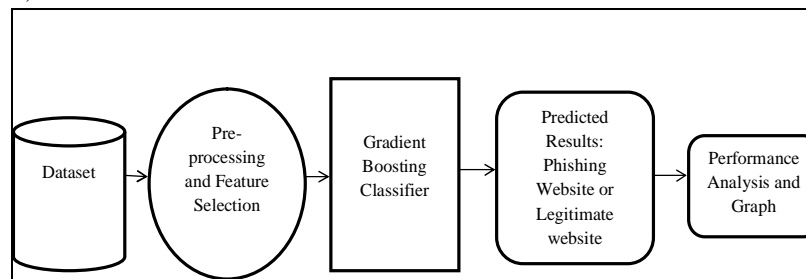 Dataset
Pre-
processing
and Feature
Selection
Gradient
Boosting
Classifier
Predicted
Results:
Phishing
Website or
Legitimate
website
Performance
Analysis and
Graph